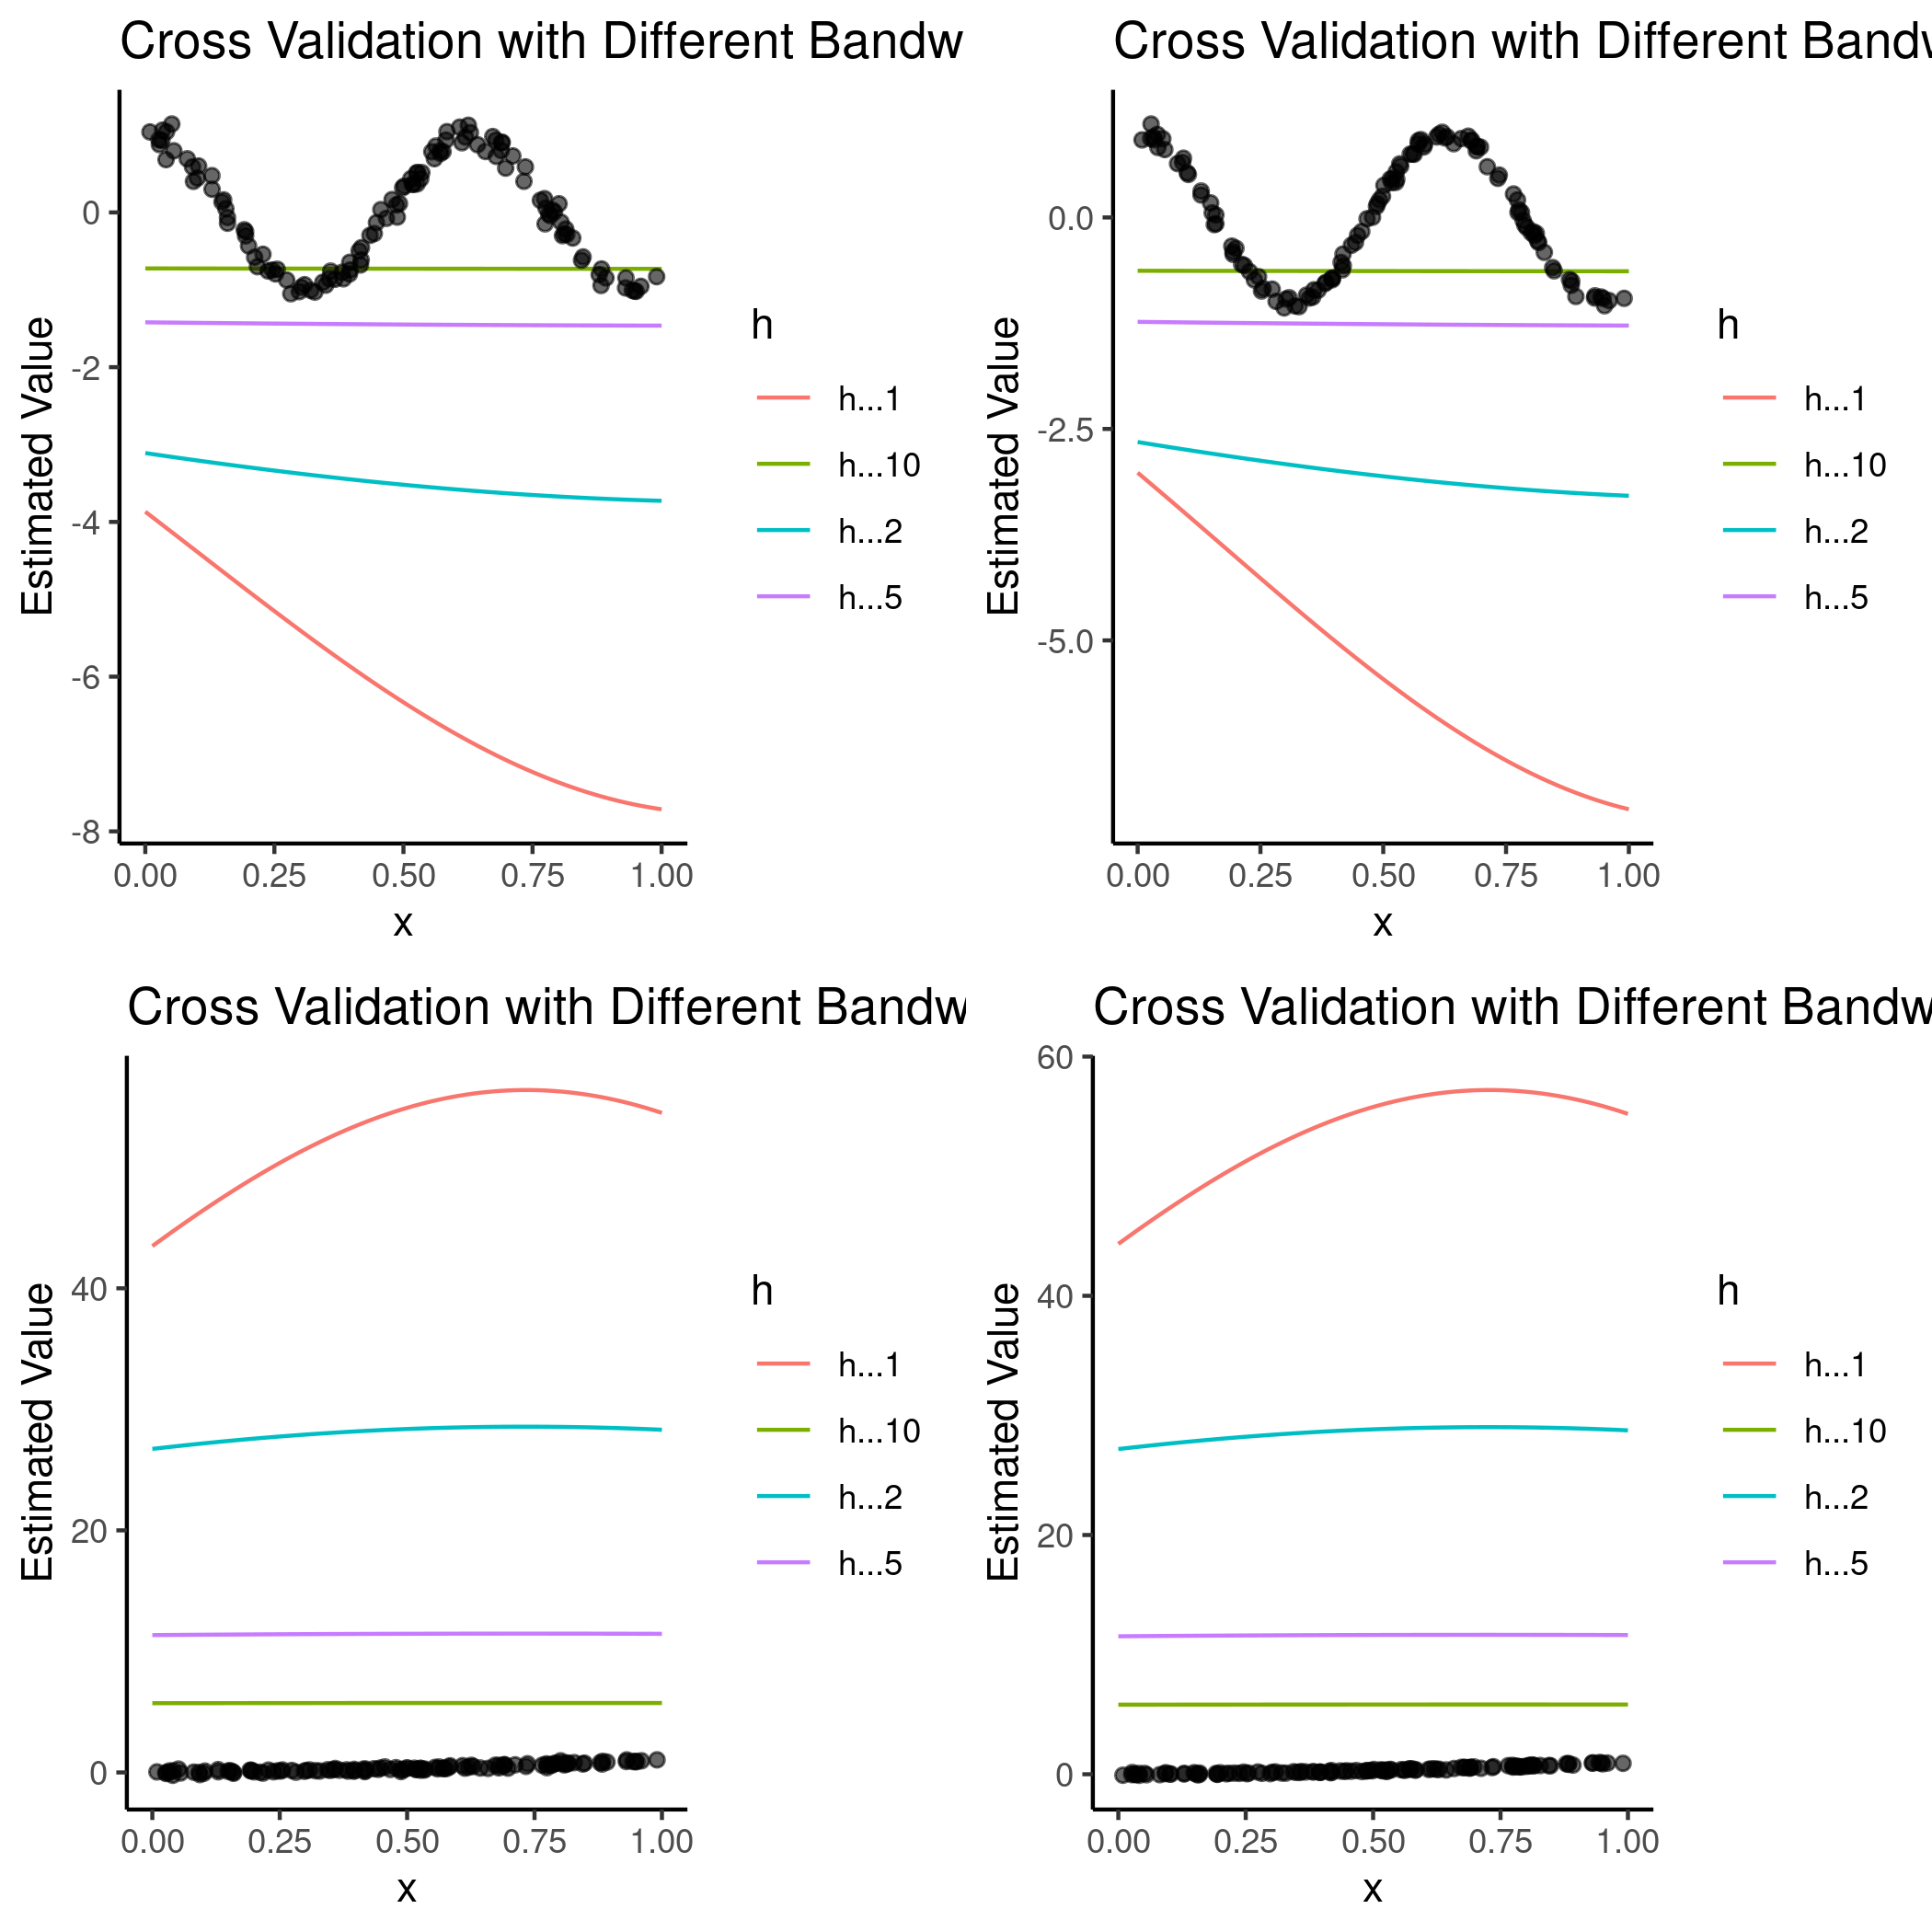 Cross Validation with Different Bandw
0
-2
-4
-6
-8
Estimated Value
0.00 0.25 0.50 0.75 1.00
x
h
h...1
h...10
h...2
h...5
Cross Validation with Different Bandw
0.0
-2.5
-5.0
Estimated Value
0.00 0.25 0.50 0.75 1.00
x
h
h...1
h...10
h...2
h...5
Cross Validation with Different Bandw
40
20
0
Estimated Value
0.00 0.25 0.50 0.75 1.00
x
h
h...1
h...10
h...2
h...5
Cross Validation with Different Bandw
60
40
20
0
Estimated Value
0.00 0.25 0.50 0.75 1.00
x
h
h...1
h...10
h...2
h...5